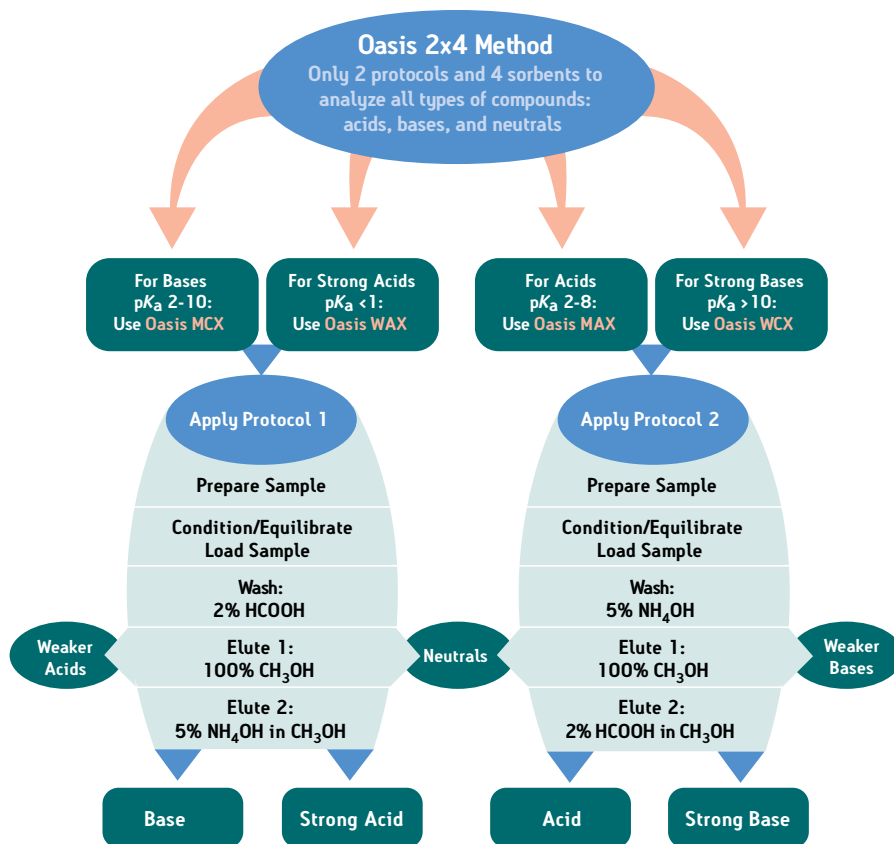 Oasis 2x4 Method
Only 2 protocols and 4 sorbents to
analyze all types of compounds:
acids, bases, and neutrals
For Bases
pKa 2-10:
Use Oasis MCX
For Strong Acids
pKa <1:
Use Oasis WAX
For Acids
pKa 2-8:
Use Oasis MAX
For Strong Bases
pKa >10:
Use Oasis WCX
Apply Protocol 1
Prepare Sample
Condition/Equilibrate
Load Sample
Wash:
2% HCOOH
Weaker
Acids
Elute 1:
100% CH₃OH
Neutrals
Elute 2:
5% NH₄OH in CH₃OH
Base
Strong Acid
Apply Protocol 2
Prepare Sample
Condition/Equilibrate
Load Sample
Wash:
5% NH₄OH
Elute 1:
100% CH₃OH
Weaker
Bases
Elute 2:
2% HCOOH in CH₃OH
Acid
Strong Base